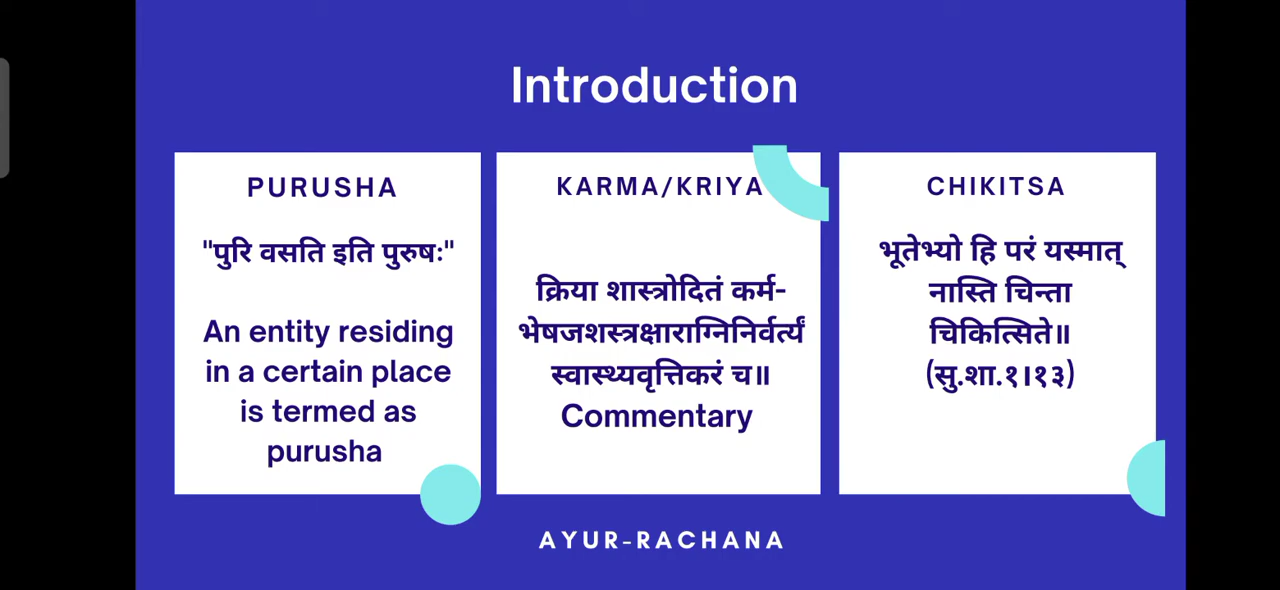 Introduction
PURUSHA
"पुरि वसति इति पुरुषः"
An entity residing
in a certain place
is termed as
purusha
KARMA/KRIYA
क्रिया शास्त्रोदितं कर्म-
भेषजशस्त्रक्षाराग्निनिर्वर्त्यं
स्वास्थ्यवृत्तिकरं च॥
Commentary
CHIKITSA
भूतेभ्यो हि परं यस्मात्
नास्ति चिन्ता
चिकित्सिते॥
(सु.शा.१।१३)
AYUR-RACHANA